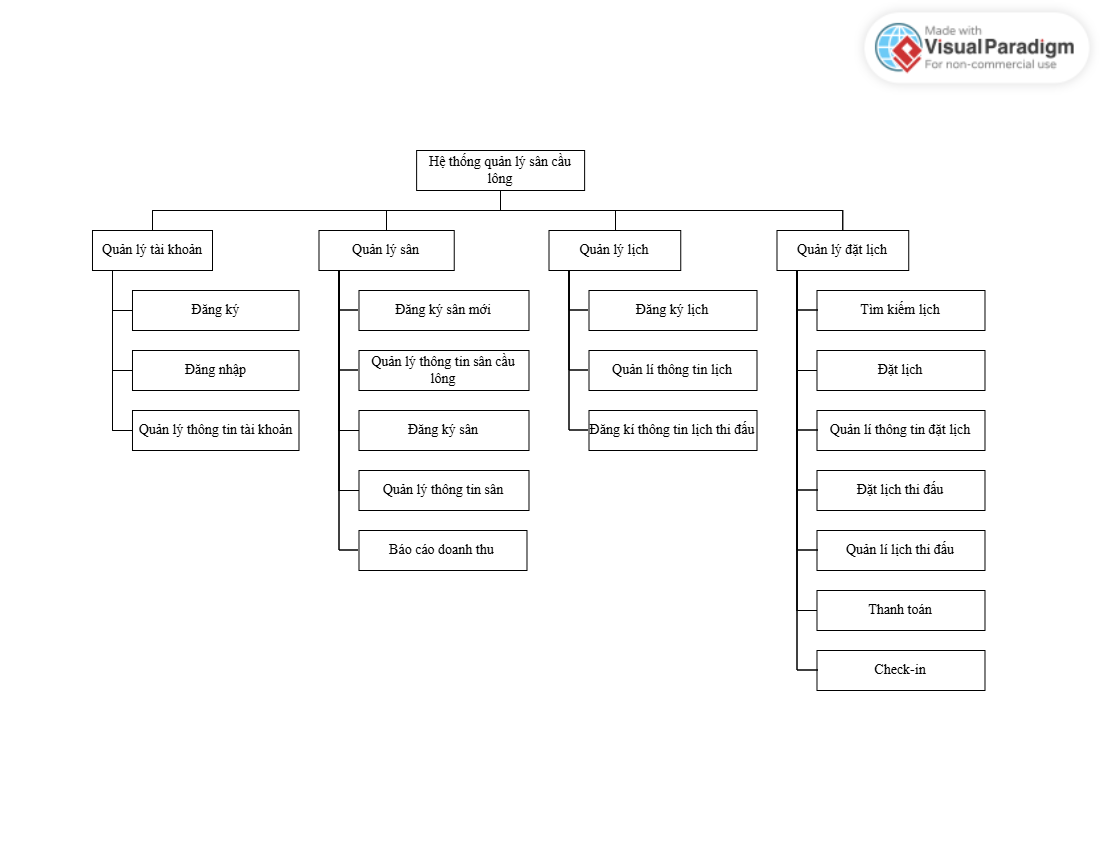 Made with
Visual Paradigm
For non-commercial use
Hệ thống quản lý sân cầu
lông
Quản lý tài khoản
Quản lý sân
Quản lý lịch
Quản lý đặt lịch
Đăng ký
Đăng nhập
Quản lý thông tin tài khoản
Đăng ký sân mới
Quản lý thông tin sân cầu
lông
Đăng ký sân
Quản lý thông tin sân
Báo cáo doanh thu
Đăng ký lịch
Quản lí thông tin lịch
Đăng kí thông tin lịch thi đấu
Tìm kiếm lịch
Đặt lịch
Quản lí thông tin đặt lịch
Đặt lịch thi đấu
Quản lí lịch thi đấu
Thanh toán
Check-in